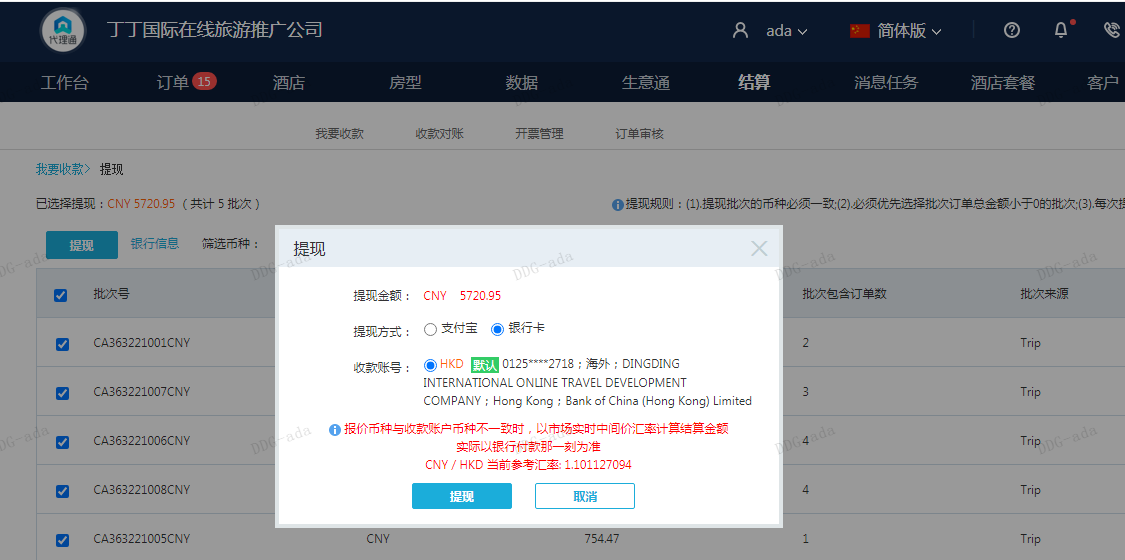 代理通
丁丁国际在线旅游推广公司
ada
简体版
工作台 订单 15 酒店 房型 数据 生意通 结算 消息任务 酒店套餐 客户
我要收款 收款对账 开票管理 订单审核
我要收款> 提现
已选择提现：CNY 5720.95 （共计 5 批次）
提现规则：(1).提现批次的币种必须一致;(2).必须优先选择批次订单总金额小于0的批次;(3).每次提
提现 银行信息 筛选币种：
批次号 批次包含订单数 批次来源
CA363221001CNY 2 Trip
CA363221007CNY 3 Trip
CA363221006CNY 4 Trip
CA363221008CNY 4 Trip
CA363221005CNY CNY 754.47 1 Trip
提现
提现金额： CNY 5720.95
提现方式： 支付宝 银行卡
收款账号： HKD 默认 0125****2718；海外；DINGDING
INTERNATIONAL ONLINE TRAVEL DEVELOPMENT
COMPANY；Hong Kong；Bank of China (Hong Kong) Limited
报价币种与收款账户币种不一致时，以市场实时中间价汇率计算结算金额
实际以银行付款那一刻为准
CNY / HKD 当前参考汇率: 1.101127094
提现 取消
DDG-ada
DDG-ada
DDG-ada
DDG-ada
DDG-ada
DDG-ada
DDG-ada
DDG-ada